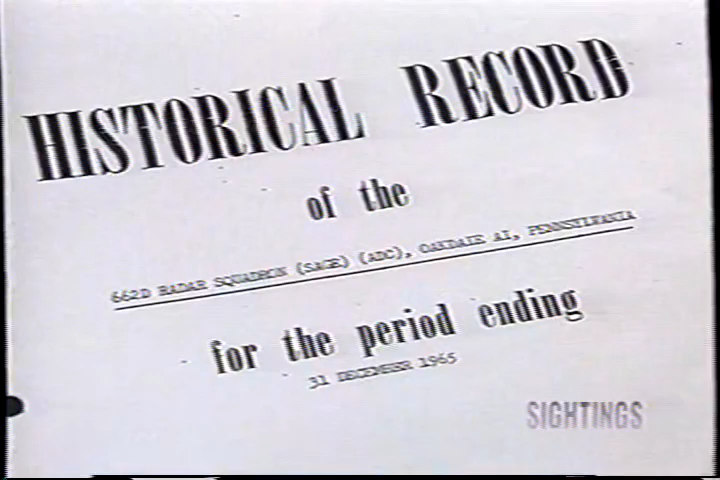 HISTORICAL RECORD
of the
662D RADAR SQUADRON (SAGE) (ADC), OAKDALE AI, PENNSYLVANIA
for the period ending
31 DECEMBER 1965
SIGHTINGS